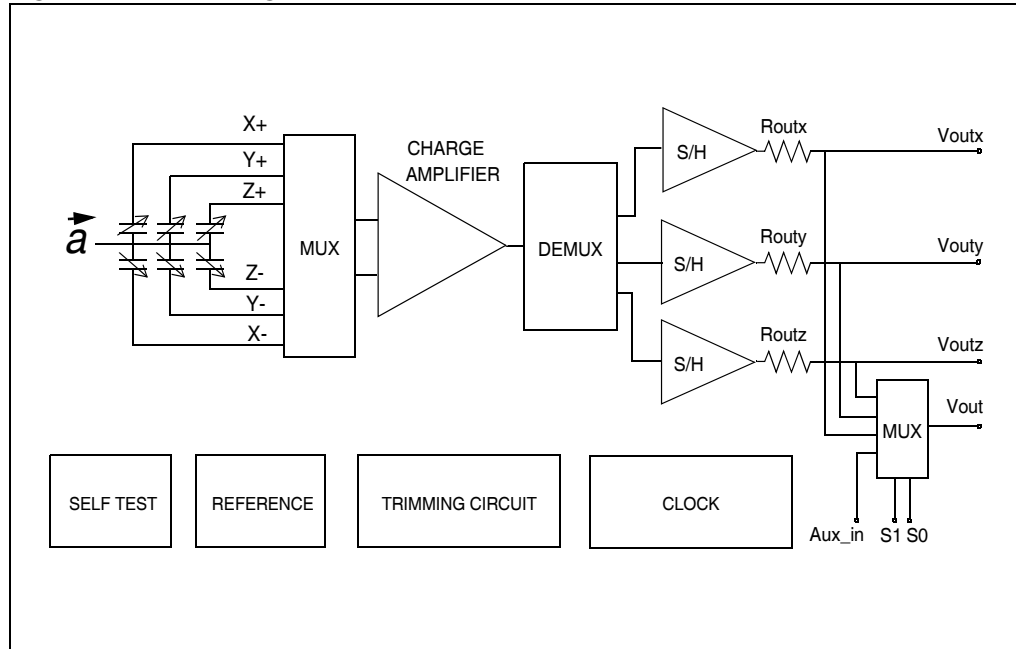 X+
Y+
Z+
a
Z-
Y-
X-
MUX
CHARGE
AMPLIFIER
DEMUX
S/H
Routx
Voutx
S/H
Routy
Vouty
S/H
Routz
Voutz
Vout
MUX
Aux_in
S1
S0
SELF TEST
REFERENCE
TRIMMING CIRCUIT
CLOCK